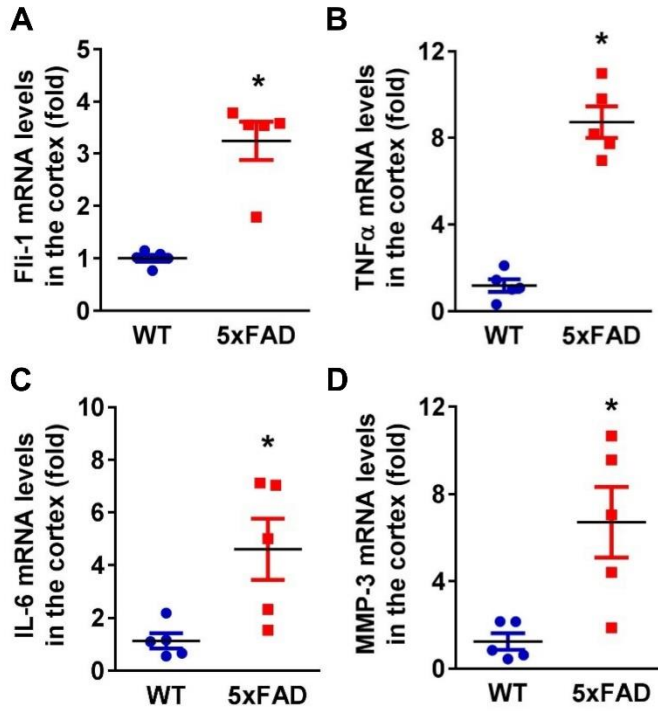 A
Fli-1 mRNA levels
in the cortex (fold)
5
4
3
2
1
0
*
WT
5xFAD
B
TNFα mRNA levels
in the cortex (fold)
12
8
4
0
*
WT
5xFAD
C
IL-6 mRNA levels
in the cortex (fold)
10
8
6
4
2
0
*
WT
5xFAD
D
MMP-3 mRNA levels
in the cortex (fold)
12
8
4
0
*
WT
5xFAD